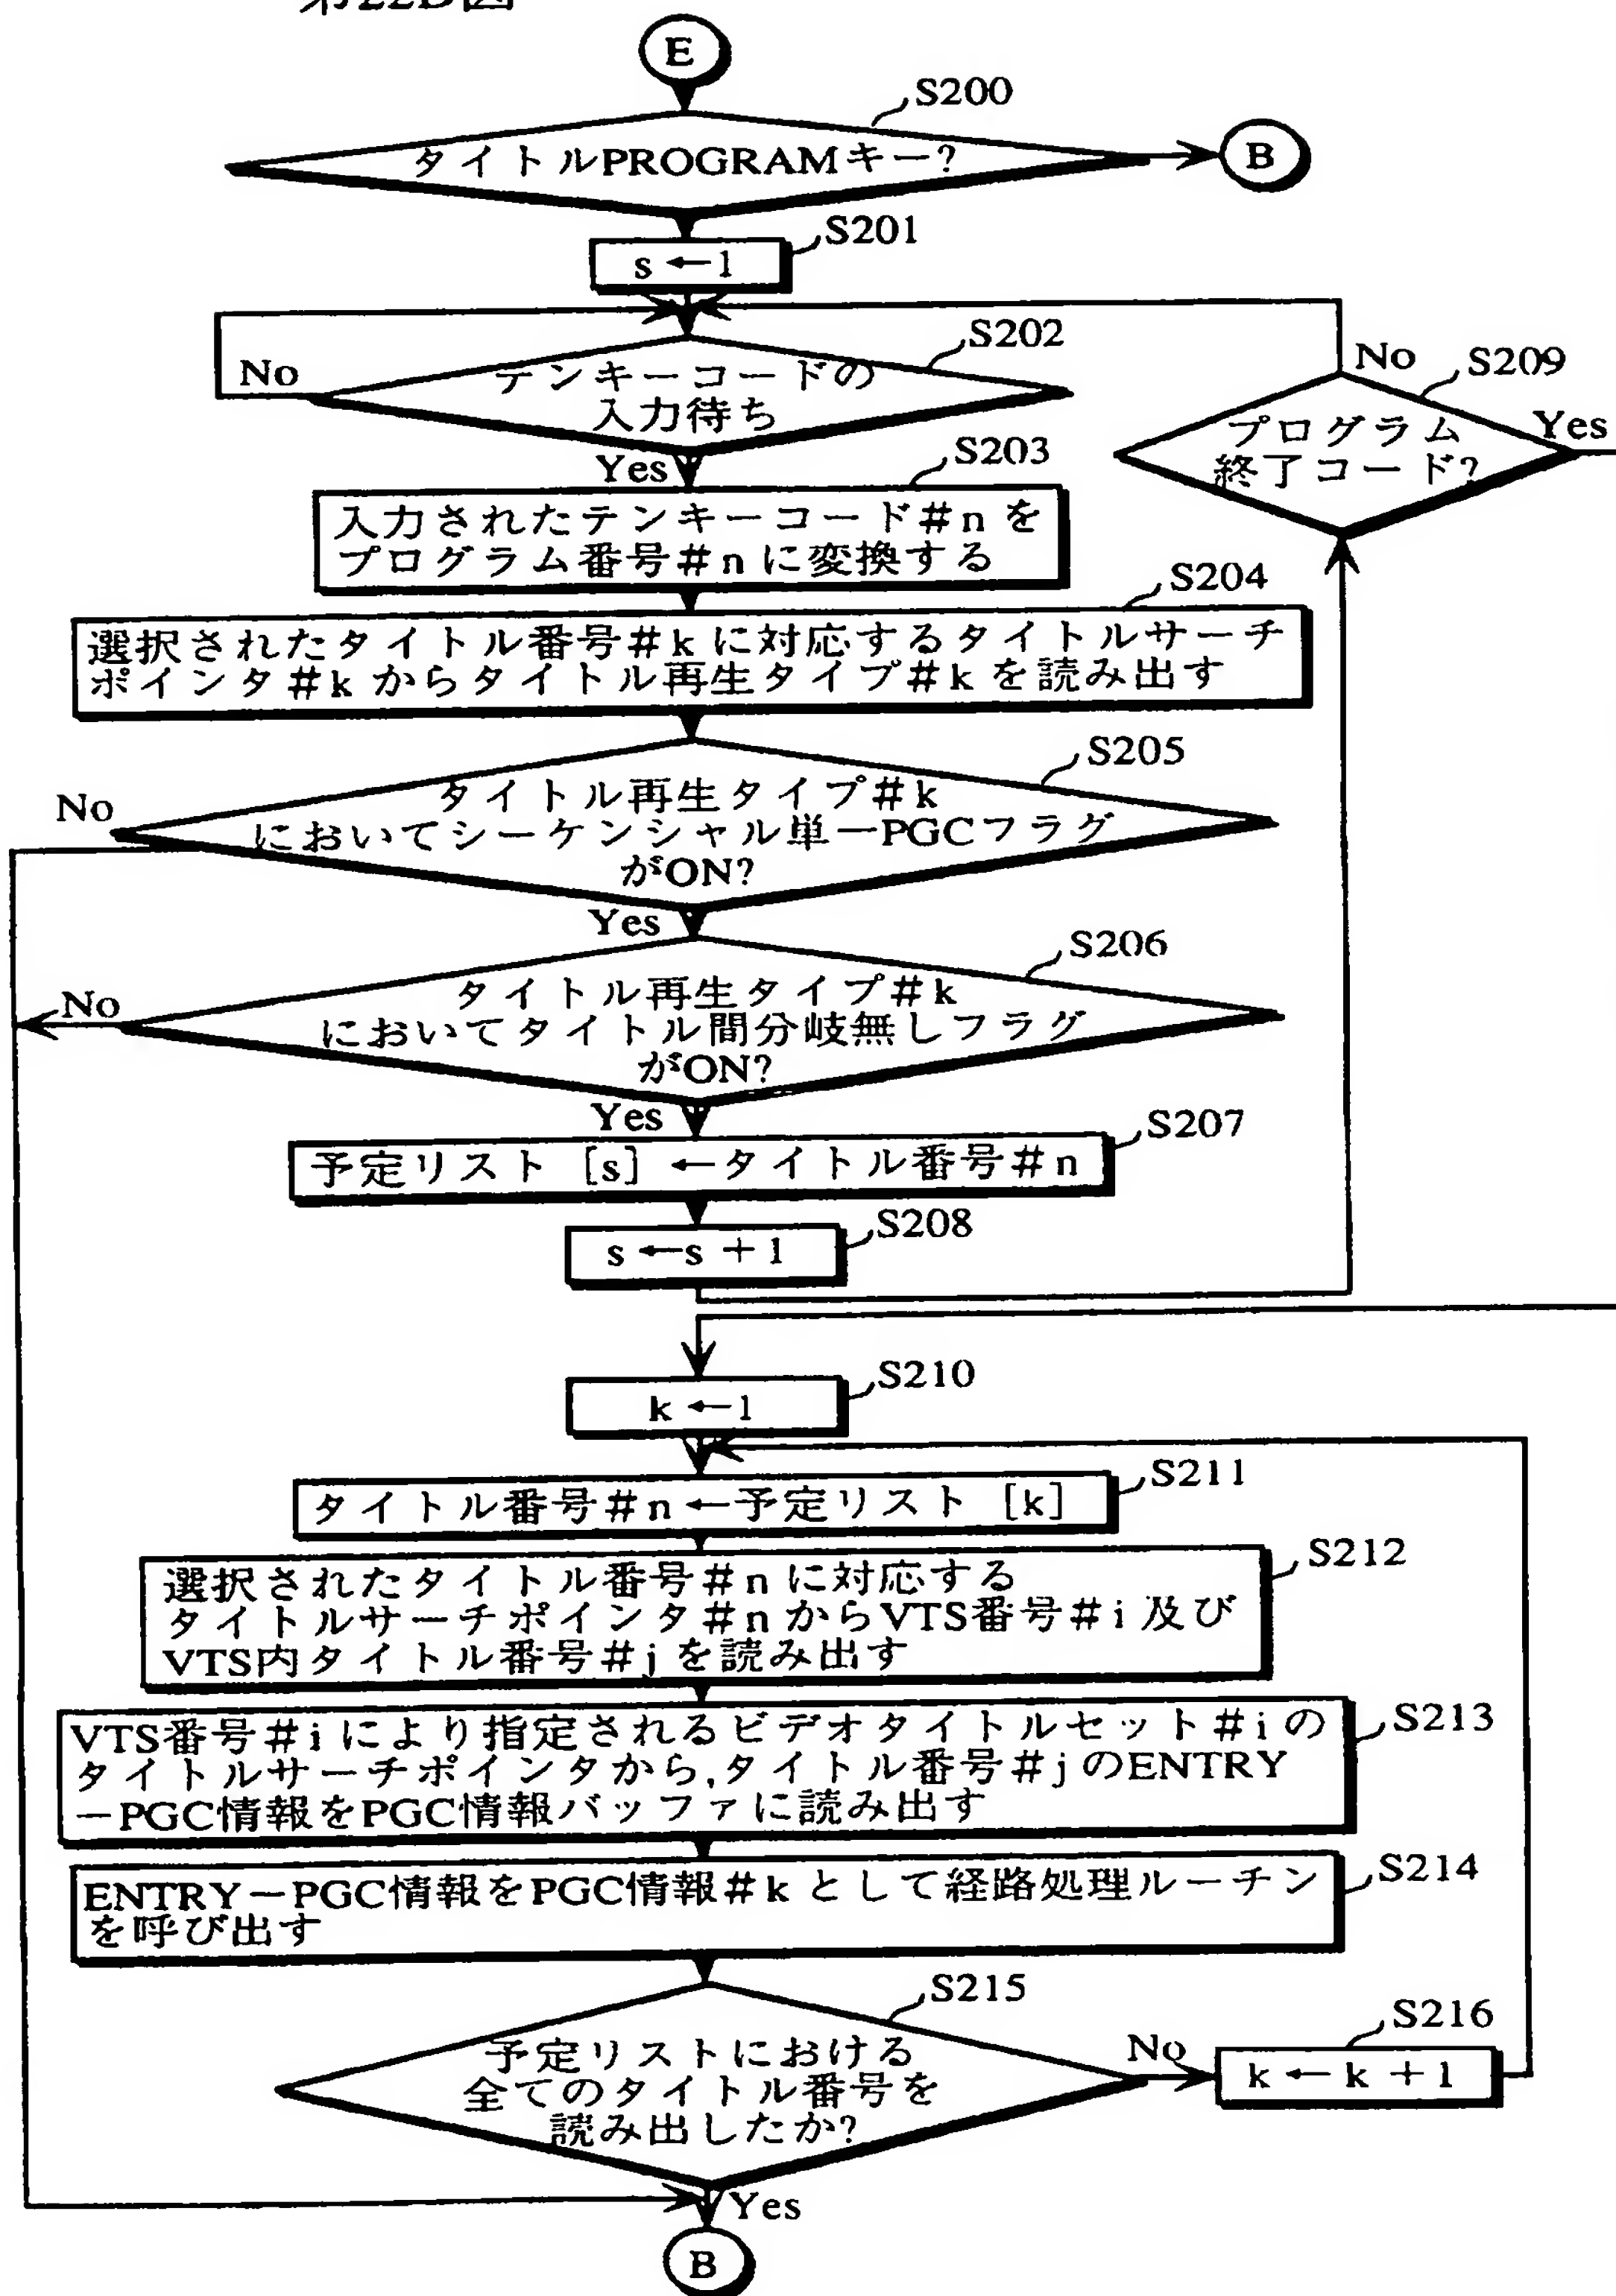 第22B図
E
S200
タイトルPROGRAMキー?
B
S201
s←1
S202
No
テンキーコードの
入力待ち
Yes
No
S209
プログラム
終了コード?
Yes
S203
入力されたテンキーコード#nを
プログラム番号#nに変換する
S204
選択されたタイトル番号#kに対応するタイトルサーチ
ポインタ#kからタイトル再生タイプ#kを読み出す
S205
No
タイトル再生タイプ#k
においてシーケンシャル単一PGCフラグ
がON?
Yes
S206
No
タイトル再生タイプ#k
においてタイトル間分岐無しフラグ
がON?
Yes
S207
予定リスト [s]←タイトル番号#n
S208
s←s+1
S210
k←1
S211
タイトル番号#n←予定リスト [k]
S212
選択されたタイトル番号#nに対応する
タイトルサーチポインタ#nからVTS番号#i及び
VTS内タイトル番号#jを読み出す
S213
VTS番号#iにより指定されるビデオタイトルセット#iの
タイトルサーチポインタから,タイトル番号#jのENTRY
−PGC情報をPGC情報バッファに読み出す
S214
ENTRY−PGC情報をPGC情報#kとして経路処理ルーチン
を呼び出す
S215
予定リストにおける
全てのタイトル番号を
読み出したか?
No
S216
k←k+1
Yes
B